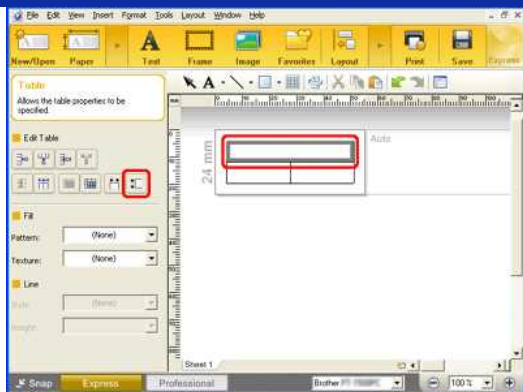 File Edit View Insert Format Tools Layout Window Help
New/Open Paper Text Frame Image Favorites Layout Print Save Express
Table
Allows the table properties to be
specified.
Edit Table
Auto
24 mm
Fill
Pattern: (None)
Texture: (None)
Line
(None)
Sheet 1
Snap Express Professional Brother 100 %